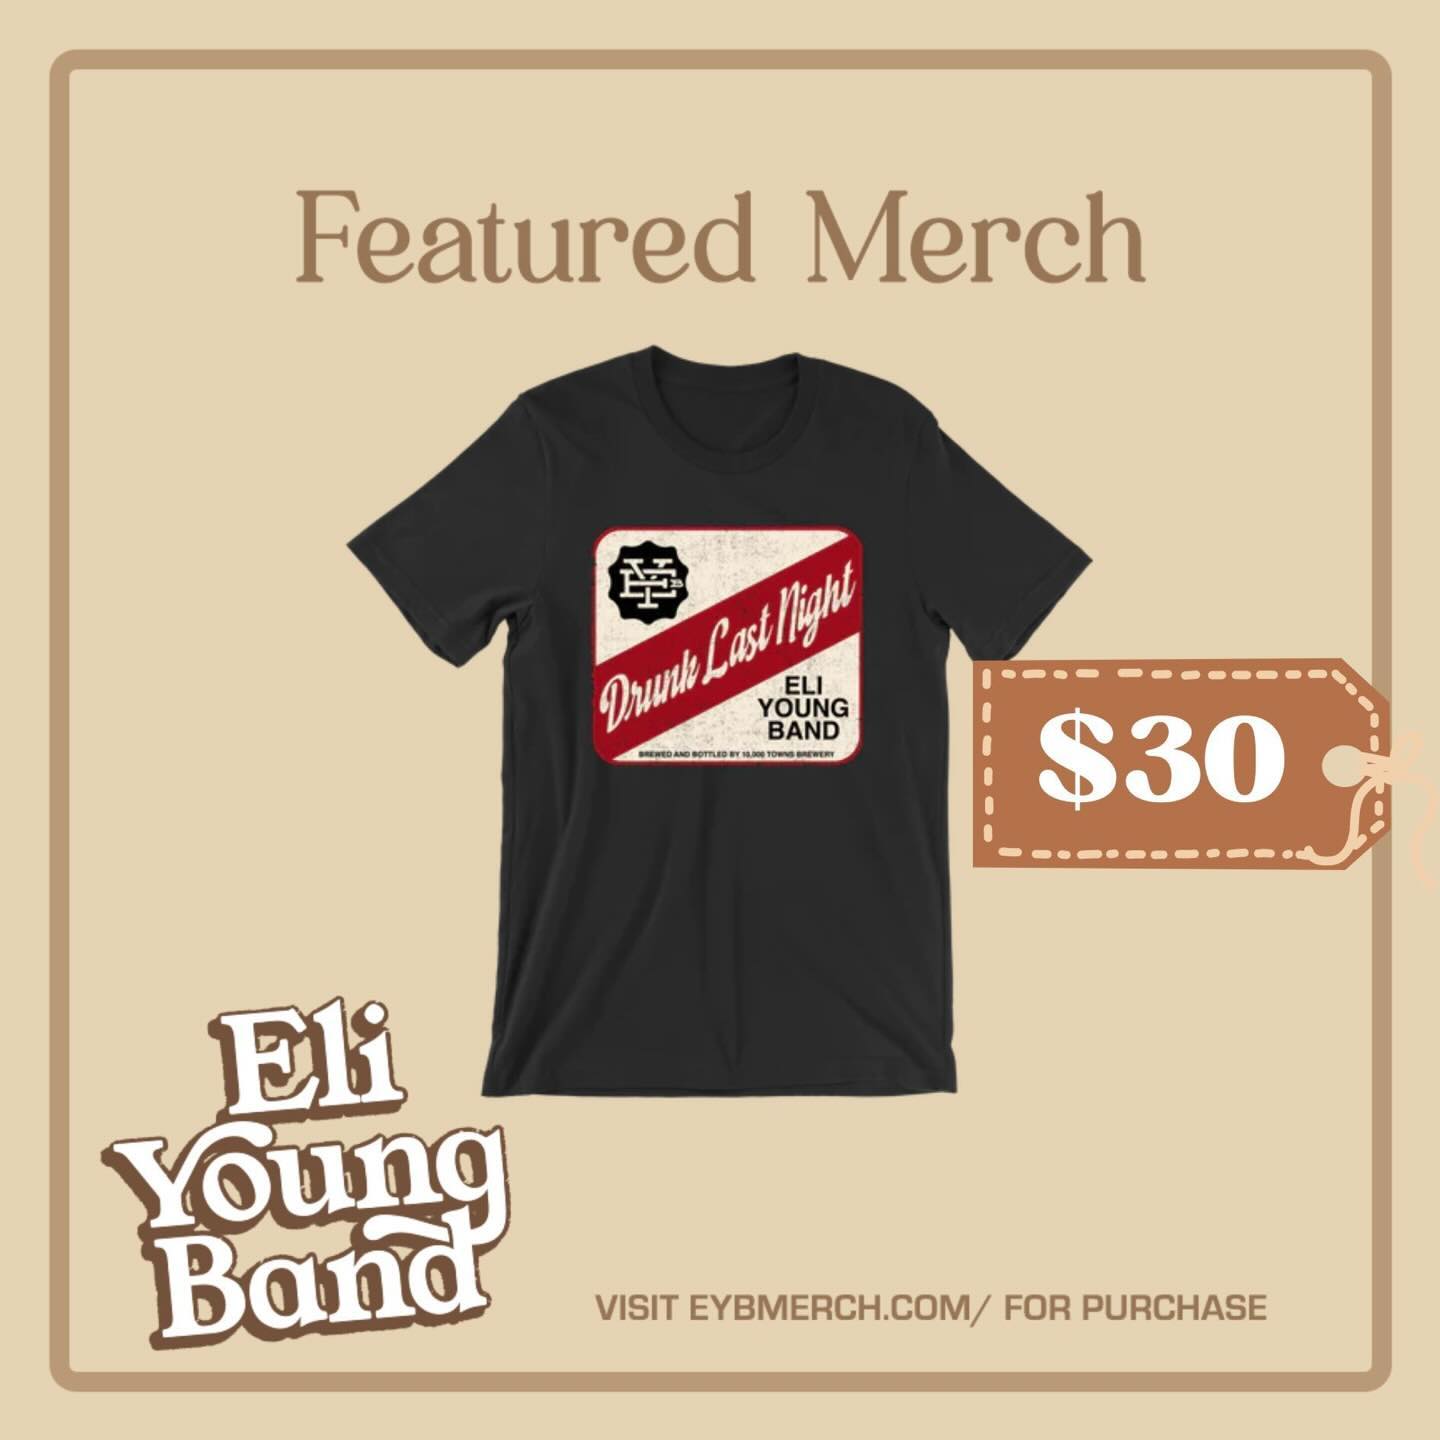 Featured Merch
EYB
Drunk Last Night
ELI
YOUNG
BAND
BREWED AND BOTTLED BY 10,000 TOWNS BREWERY
$30
Eli
Young
Band
VISIT EYBMERCH.COM/ FOR PURCHASE